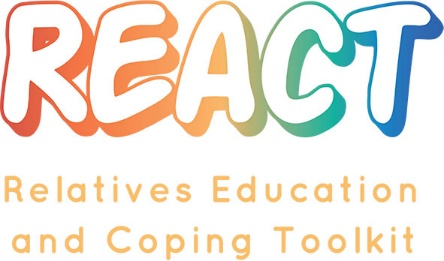 REACT
Relatives Education
and Coping Toolkit